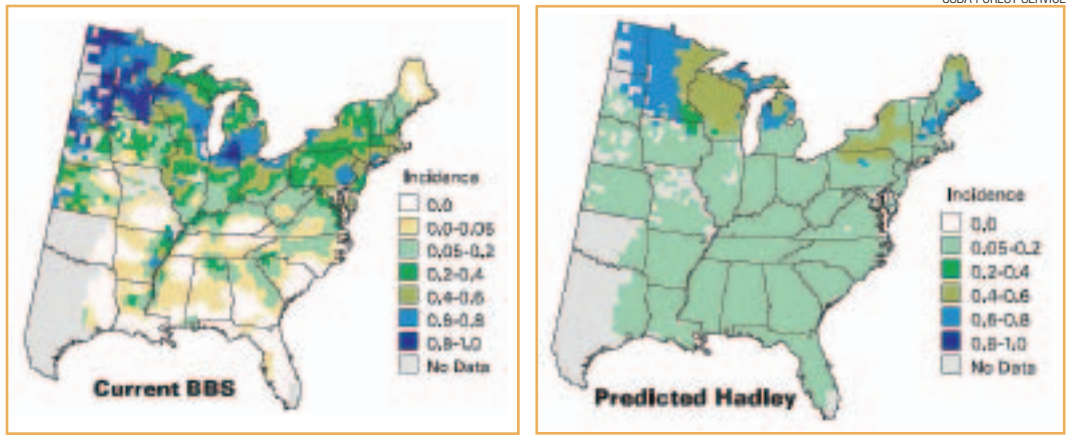 USDA FOREST SERVICE
Incidence
0.0
0.0-0.05
0.05-0.2
0.2-0.4
0.4-0.6
0.6-0.8
0.8-1.0
No Data
Current BBS
Incidence
0.0
0.05-0.2
0.2-0.4
0.4-0.6
0.6-0.8
0.8-1.0
No Data
Predicted Hadley